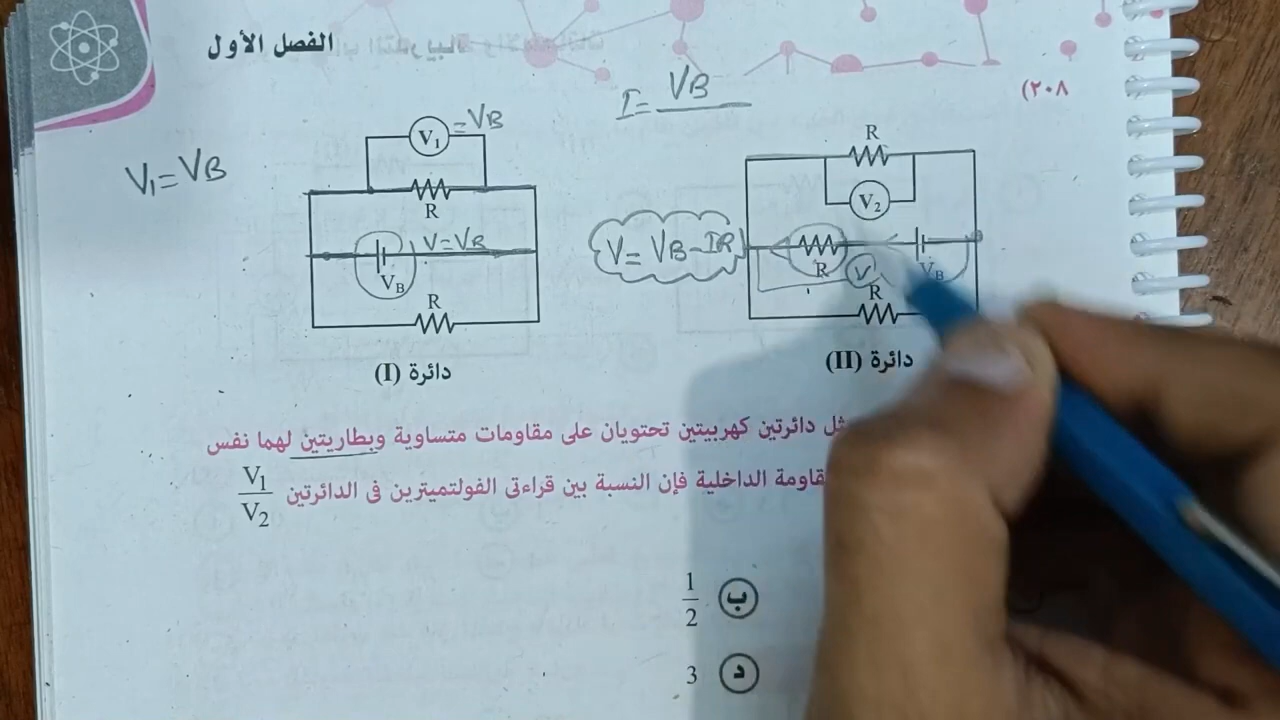 الفصل الأول
٢٠٨)
I = VB
V1 = VB
V1
= VB
R
V = VB
VB
R
دائرة (I)
R
V2
V = VB - IR
R
V
VB
R
دائرة (II)
دائرتين كهربيتين تحتويان على مقاومات متساوية وبطاريتين لهما نفس
الداخلية فإن النسبة بين قراءتى الفولتميترين فى الدائرتين V1/V2
ب 1/2
د 3